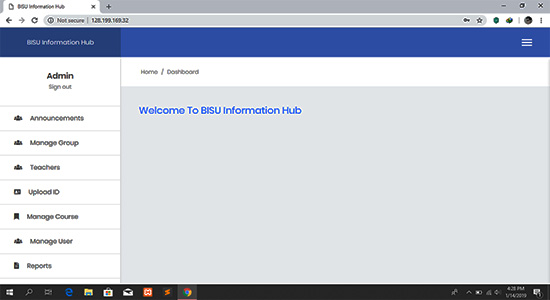 BISU Information Hub
Not secure | 128.199.169.32
BISU Information Hub
Admin
Sign out
Home / Dashboard
Welcome To BISU Information Hub
Announcements
Manage Group
Teachers
Upload ID
Manage Course
Manage User
Reports
4:28 PM
1/14/2019